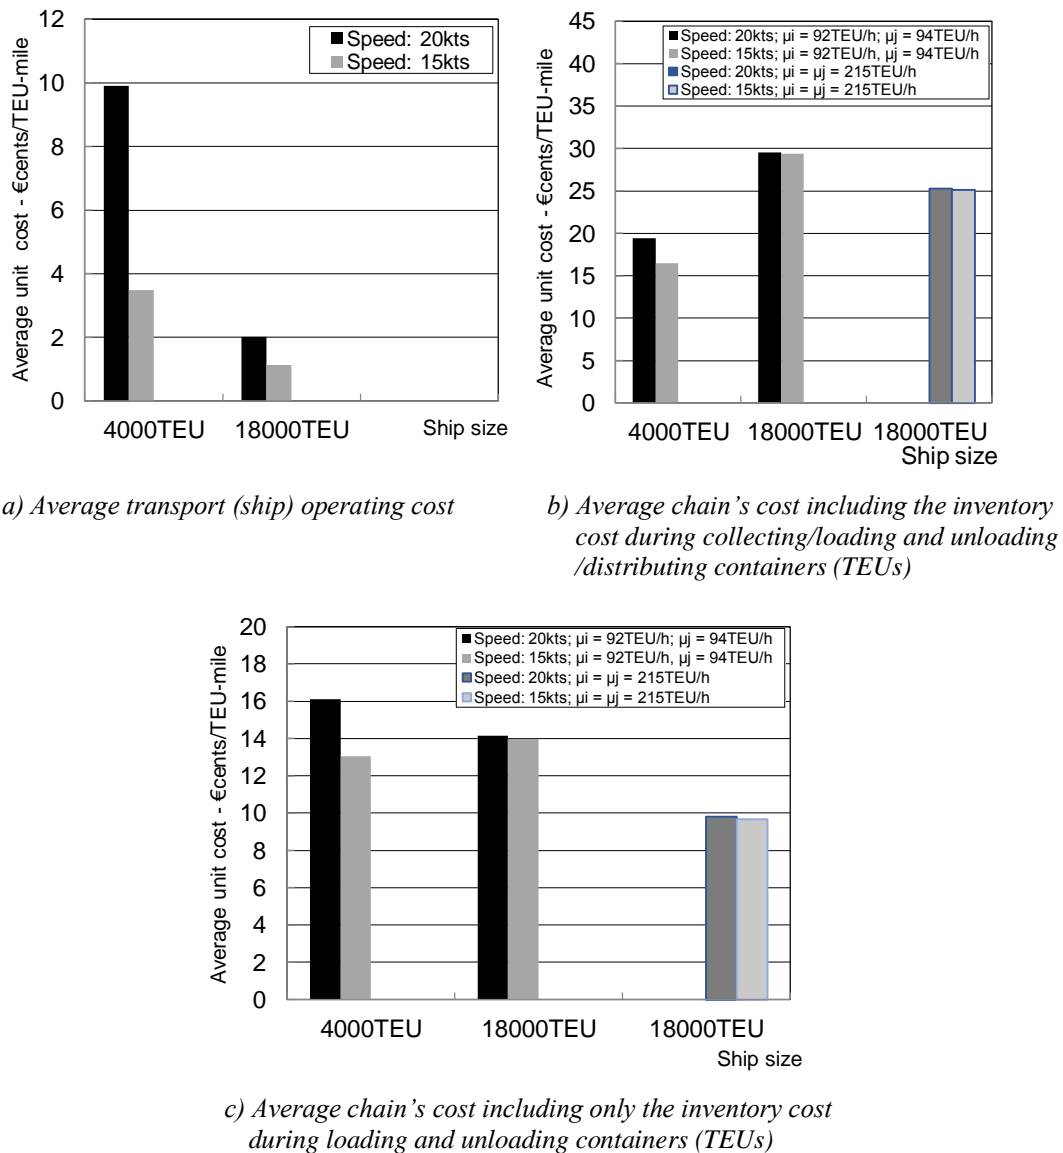 12
10
8
6
4
2
0
Average unit cost - €cents/TEU-mile
Speed: 20kts
Speed: 15kts
4000TEU 18000TEU Ship size
a) Average transport (ship) operating cost
45
40
35
30
25
20
15
10
5
0
Average unit cost - €cents/TEU-mile
Speed: 20kts; µi = 92TEU/h; µj = 94TEU/h
Speed: 15kts; µi = 92TEU/h, µj = 94TEU/h
Speed: 20kts; µi = µj = 215TEU/h
Speed: 15kts; µi = µj = 215TEU/h
4000TEU 18000TEU 18000TEU
Ship size
b) Average chain’s cost including the inventory
cost during collecting/loading and unloading
/distributing containers (TEUs)
20
18
16
14
12
10
8
6
4
2
0
Average unit cost - €cents/TEU-mile
Speed: 20kts; µi = 92TEU/h; µj = 94TEU/h
Speed: 15kts; µi = 92TEU/h, µj = 94TEU/h
Speed: 20kts; µi = µj = 215TEU/h
Speed: 15kts; µi = µj = 215TEU/h
4000TEU 18000TEU 18000TEU
Ship size
c) Average chain’s cost including only the inventory cost
during loading and unloading containers (TEUs)